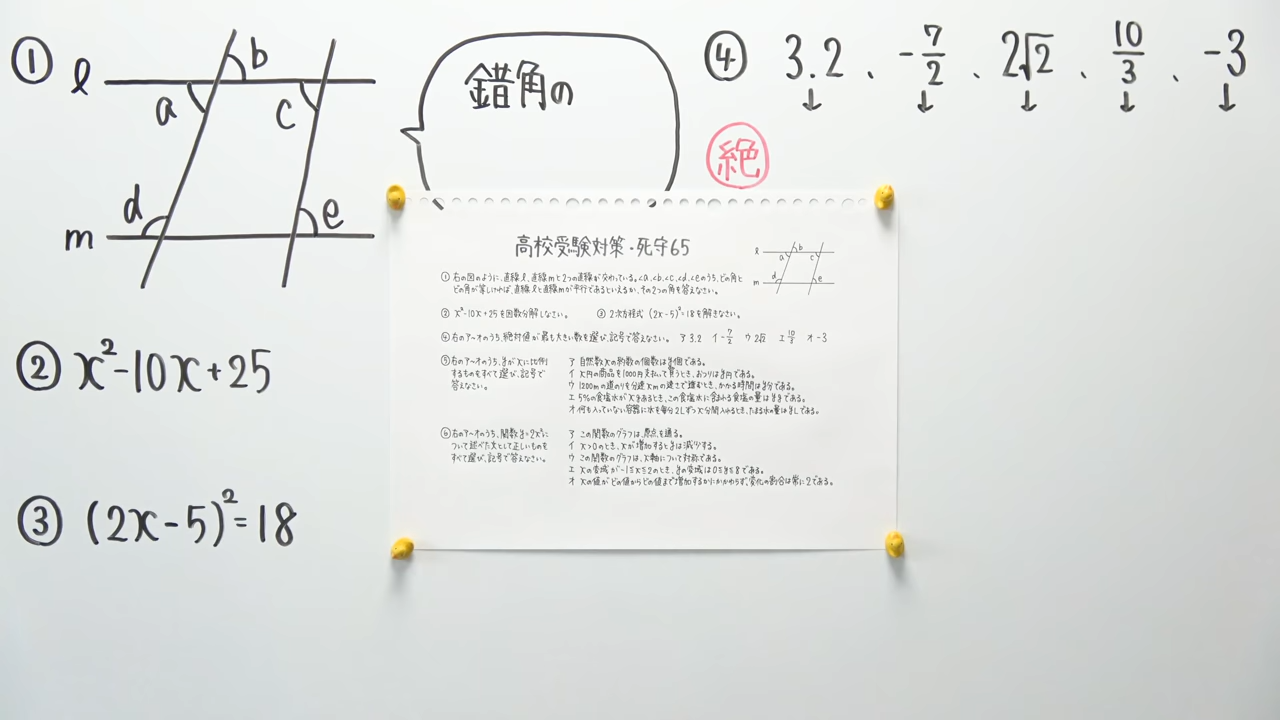 ① ℓ a b c
m d e
錯角の
② x²-10x+25
③ (2x-5)²=18
④ 3.2、-7/2、2√2、10/3、-3
↓ ↓ ↓ ↓ ↓
絶
高校受験対策・死守65
①右の図のように、直線ℓ、直線mと2つの直線が交わっている。∠a、∠b、∠c、∠d、∠eのうち、どの角と
どの角が等しければ、直線ℓと直線mが平行であるといえるか、その2つの角を答えなさい。
ℓ a b c
m d e
② x²-10x+25を因数分解しなさい。 ③ 2次方程式 (2x-5)²=18を解きなさい。
④右のア~オのうち、絶対値が最も大きい数を選び、記号で答えなさい。 ア 3.2 イ -7/2 ウ 2√2 エ 10/3 オ -3
⑤右のア~オのうち、yがxに比例
するものをすべて選び、記号で
答えなさい。
ア 自然数xの約数の個数はy個である。
イ x円の商品を1000円支払って買うとき、おつりはy円である。
ウ 1200mの道のりを分速xmの速さで進むとき、かかる時間はy分である。
エ 5%の食塩水がxgあるとき、この食塩水に含まれる食塩の量はygである。
オ 何も入っていない容器に水を毎分2Lずつx分間入れるとき、たまる水の量はyLである。
⑥右のア~オのうち、関数y=2x²に
ついて述べた文として正しいものを
すべて選び、記号で答えなさい。
ア この関数のグラフは、原点を通る。
イ x>0のとき、xが増加するとyは減少する。
ウ この関数のグラフは、x軸について対称である。
エ xの変域が-1≦x≦2のとき、yの変域は0≦y≦8である。
オ xの値がどの値からどの値まで増加するかにかかわらず、変化の割合は常に2である。